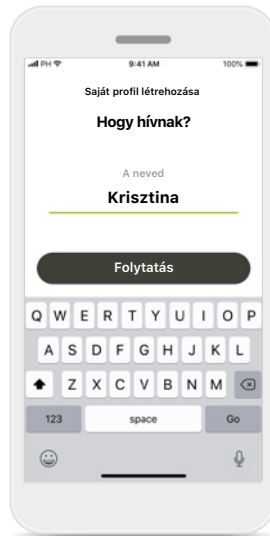 PH 9:41 AM 100%
Saját profil létrehozása
Hogy hívnak?
A neved
Krisztina
Folytatás
Q W E R T Y U I O P
A S D F G H J K L
Z X C V B N M
123 space Go